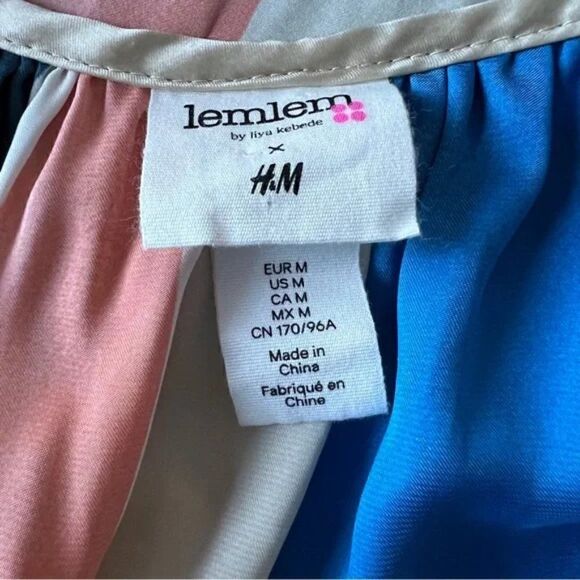 lemlem
by liya kebede
×
H&M
EUR M
US M
CA M
MX M
CN 170/96A
Made in
China
Fabriqué en
Chine